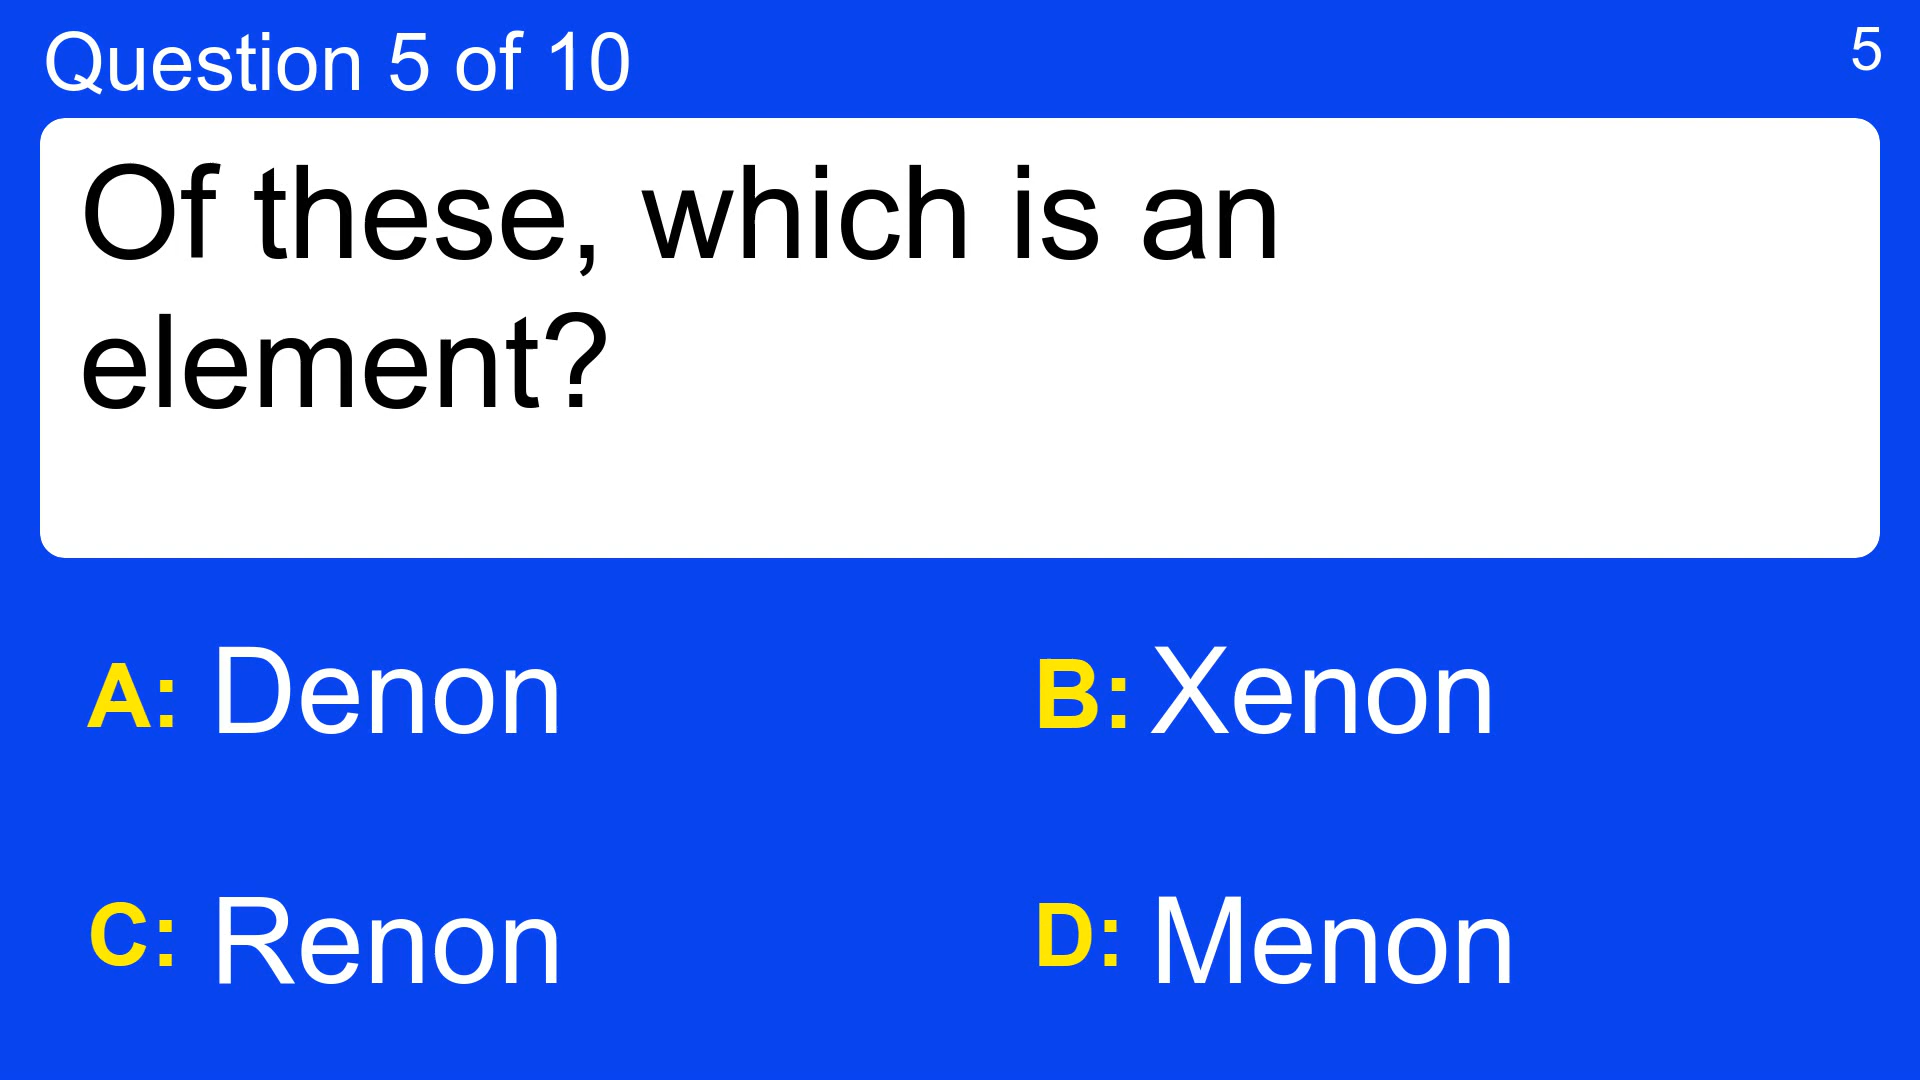 Question 5 of 10
5
Of these, which is an
element?
A: Denon
B: Xenon
C: Renon
D: Menon